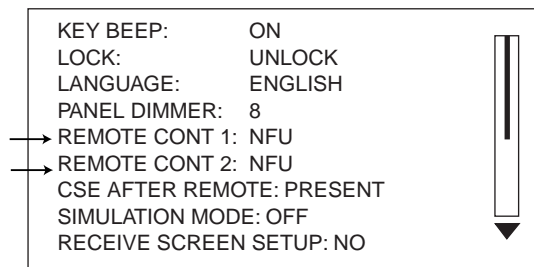 KEY BEEP: ON
LOCK: UNLOCK
LANGUAGE: ENGLISH
PANEL DIMMER: 8
REMOTE CONT 1: NFU
REMOTE CONT 2: NFU
CSE AFTER REMOTE: PRESENT
SIMULATION MODE: OFF
RECEIVE SCREEN SETUP: NO